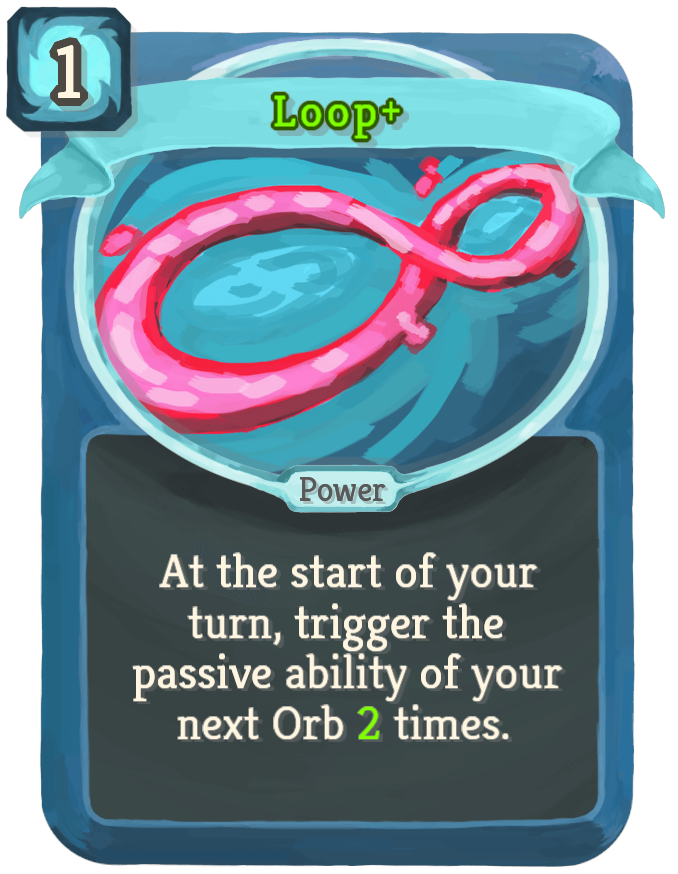 1
Loop+
Power
At the start of your
turn, trigger the
passive ability of your
next Orb 2 times.